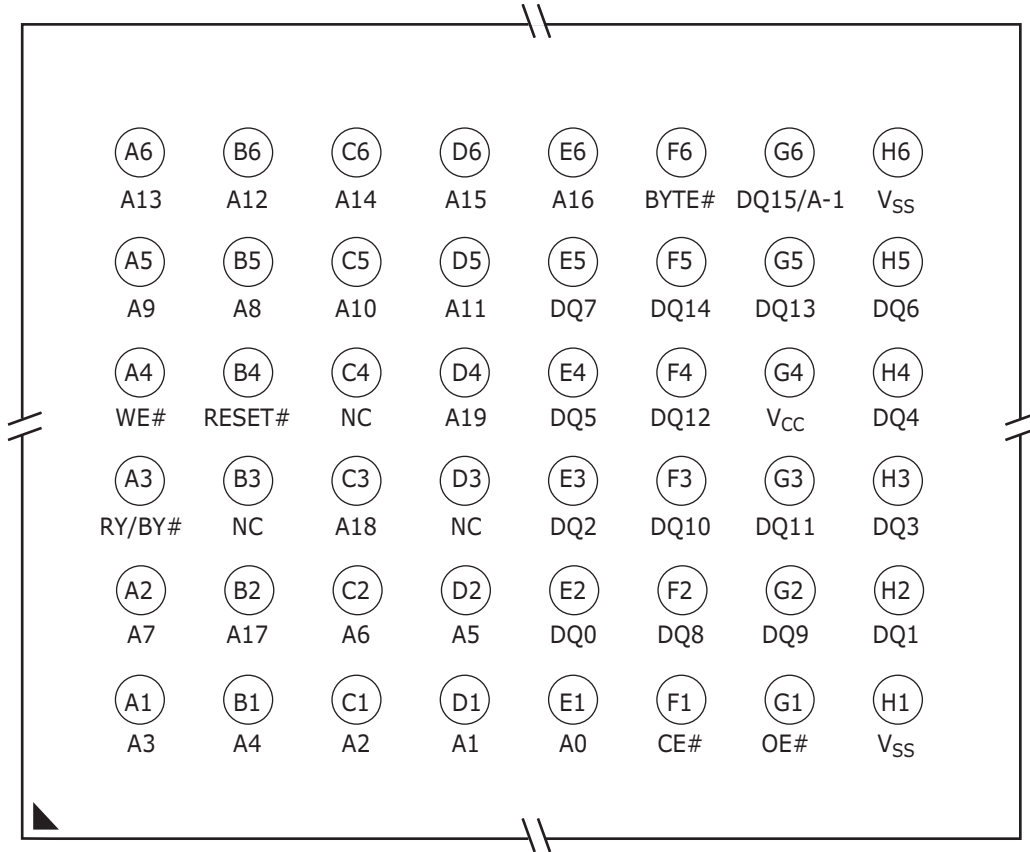 A6 B6 C6 D6 E6 F6 G6 H6
A13 A12 A14 A15 A16 BYTE# DQ15/A-1 VSS
A5 B5 C5 D5 E5 F5 G5 H5
A9 A8 A10 A11 DQ7 DQ14 DQ13 DQ6
A4 B4 C4 D4 E4 F4 G4 H4
WE# RESET# NC A19 DQ5 DQ12 VCC DQ4
A3 B3 C3 D3 E3 F3 G3 H3
RY/BY# NC A18 NC DQ2 DQ10 DQ11 DQ3
A2 B2 C2 D2 E2 F2 G2 H2
A7 A17 A6 A5 DQ0 DQ8 DQ9 DQ1
A1 B1 C1 D1 E1 F1 G1 H1
A3 A4 A2 A1 A0 CE# OE# VSS